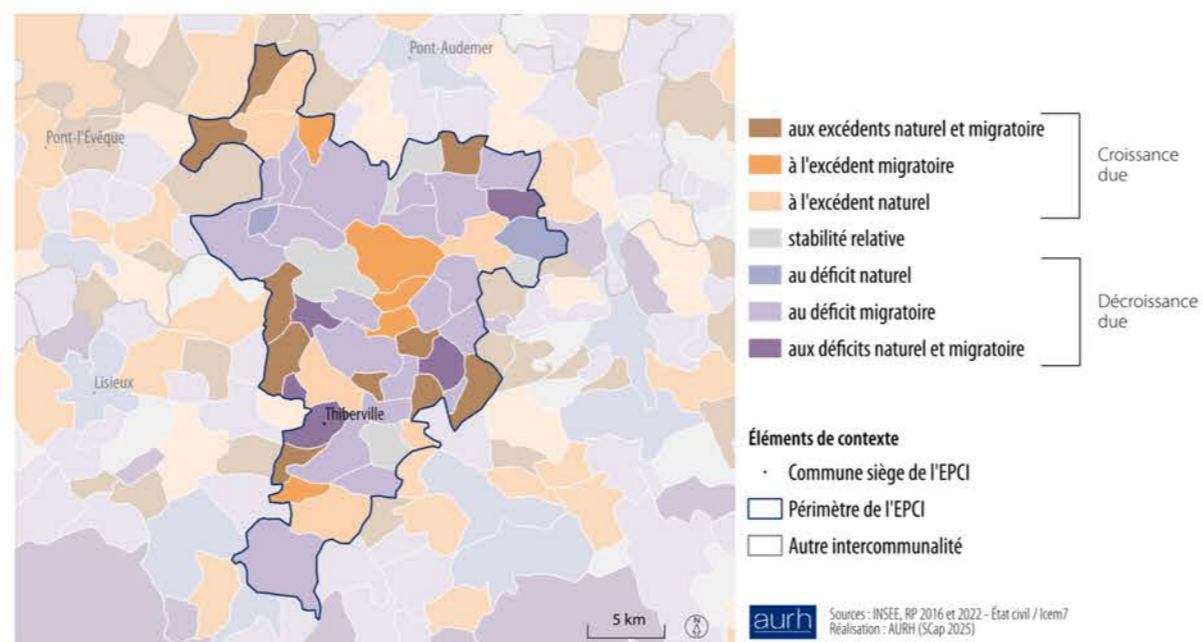 Pont-Audemer
Pont-l'Évêque
Lisieux
Thiberville
5 km
N
aux excédents naturel et migratoire
à l'excédent migratoire
à l'excédent naturel
Croissance
due
stabilité relative
au déficit naturel
au déficit migratoire
aux déficits naturel et migratoire
Décroissance
due
Éléments de contexte
Commune siège de l'EPCI
Périmètre de l'EPCI
Autre intercommunalité
aurh
Sources : INSEE, RP 2016 et 2022 - État civil / Icem7
Réalisation : AURH (SCap 2025)